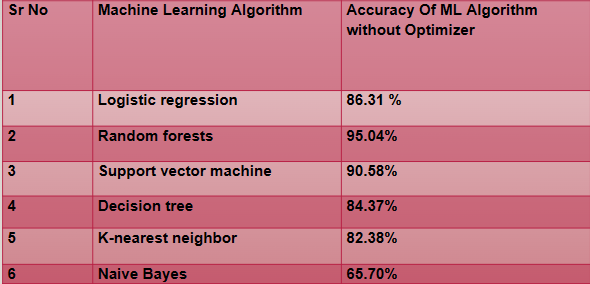 Sr No Machine Learning Algorithm Accuracy Of ML Algorithm
without Optimizer
1 Logistic regression 86.31 %
2 Random forests 95.04%
3 Support vector machine 90.58%
4 Decision tree 84.37%
5 K-nearest neighbor 82.38%
6 Naive Bayes 65.70%